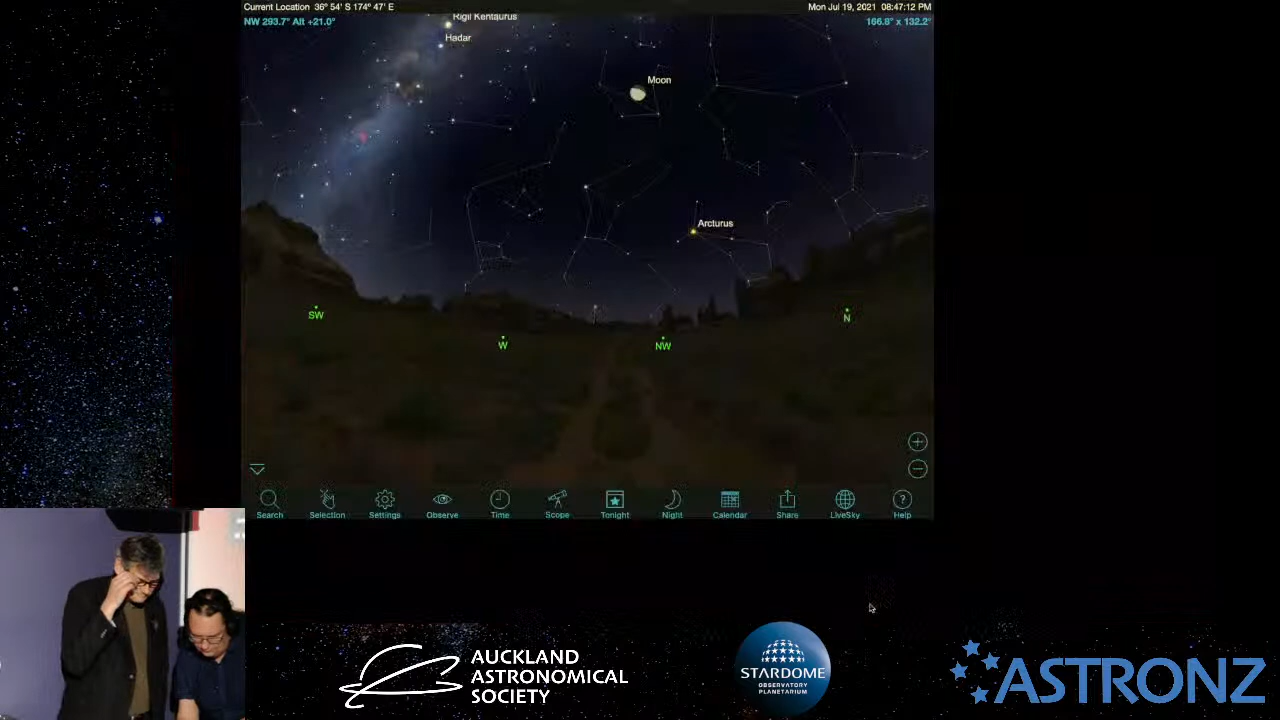 Current Location 36° 54' S 174° 47' E
Mon Jul 19, 2021 08:47:12 PM
NW 293.7° Alt +21.0°
166.8° x 132.2°
Rigil Kentaurus
Hadar
Moon
Arcturus
SW
W
NW
N
Search
Selection
Settings
Observe
Time
Scope
Tonight
Night
Calendar
Share
LiveSky
Help
AUCKLAND
ASTRONOMICAL
SOCIETY
STARDOME
OBSERVATORY
PLANETARIUM
ASTRONZ